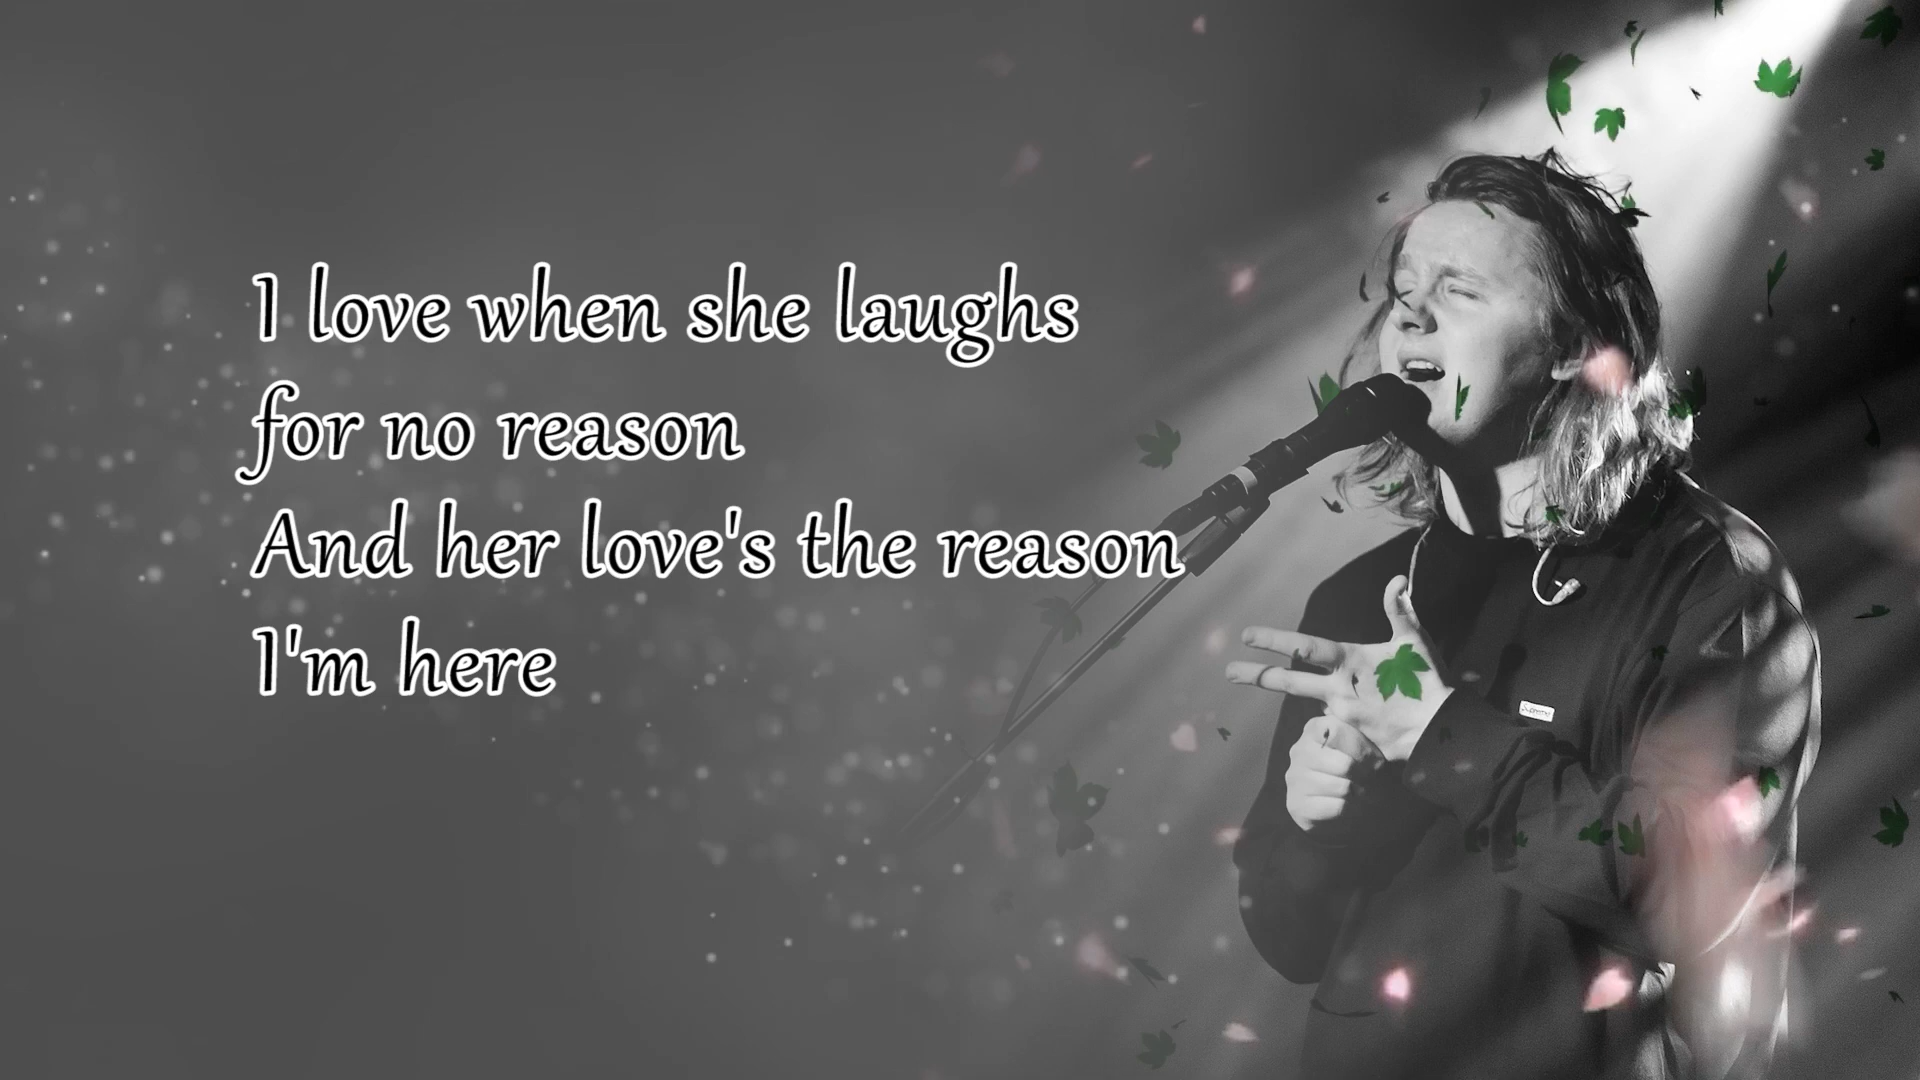 I love when she laughs
for no reason
And her love's the reason
I'm here